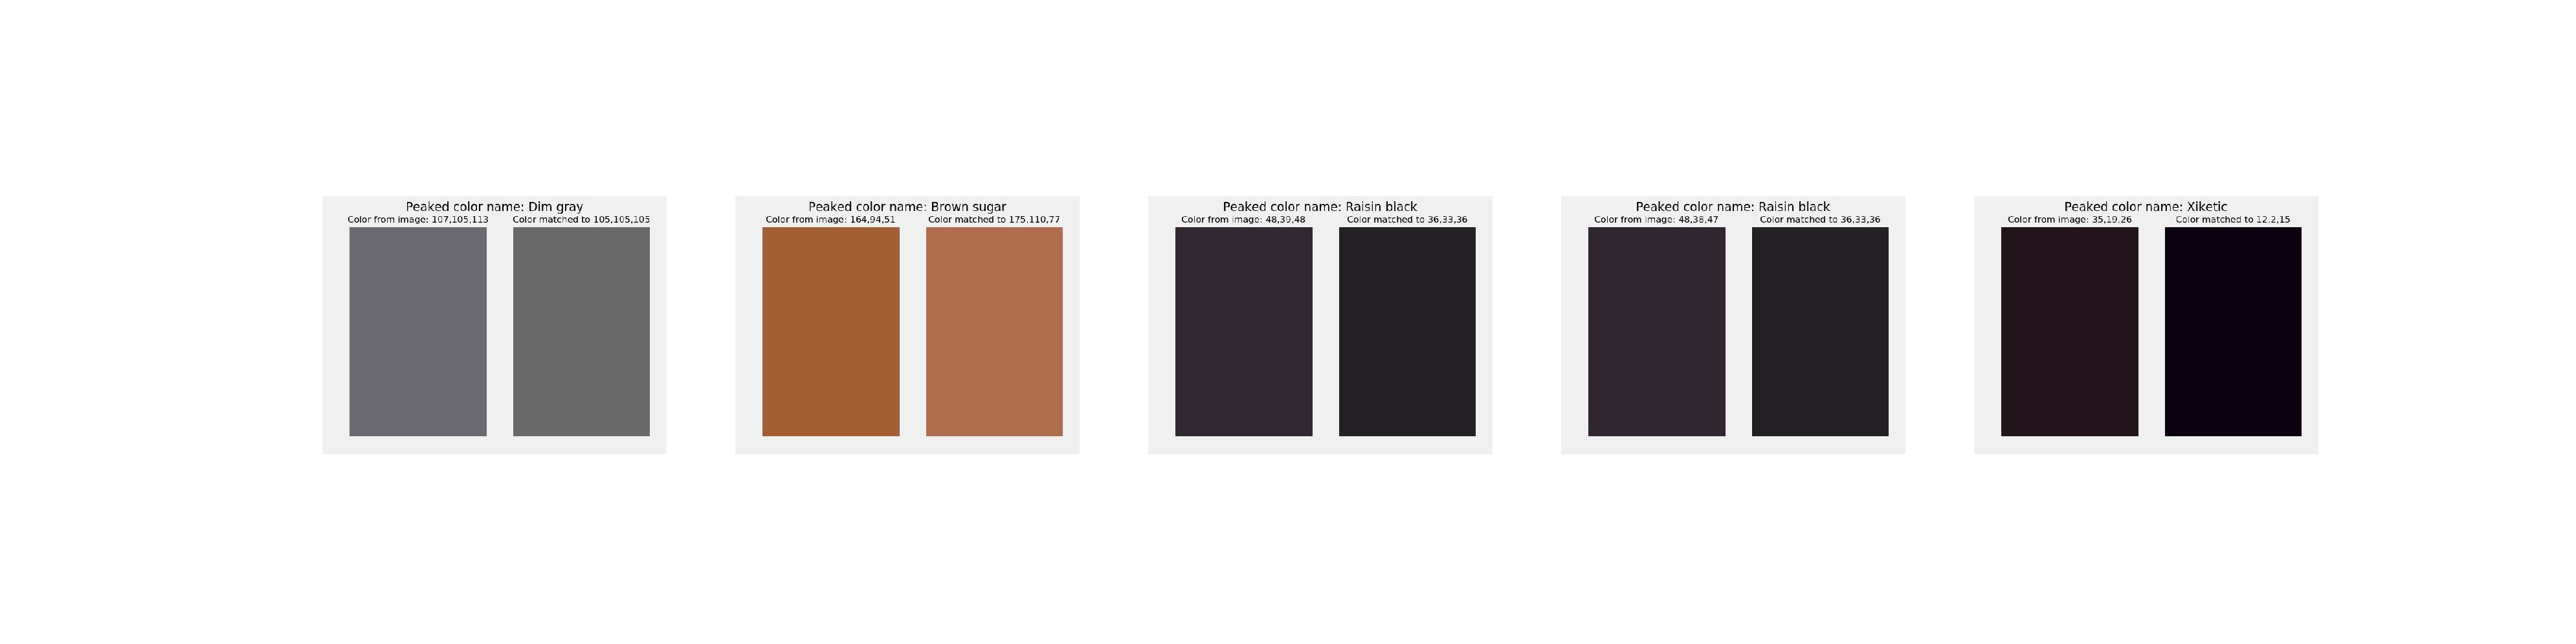 Peaked color name: Dim gray
Color from image: 107,105,113
Color matched to 105,105,105
Peaked color name: Brown sugar
Color from image: 164,94,51
Color matched to 175,110,77
Peaked color name: Raisin black
Color from image: 48,39,48
Color matched to 36,33,36
Peaked color name: Raisin black
Color from image: 48,38,47
Color matched to 36,33,36
Peaked color name: Xiketic
Color from image: 35,19,26
Color matched to 12,2,15